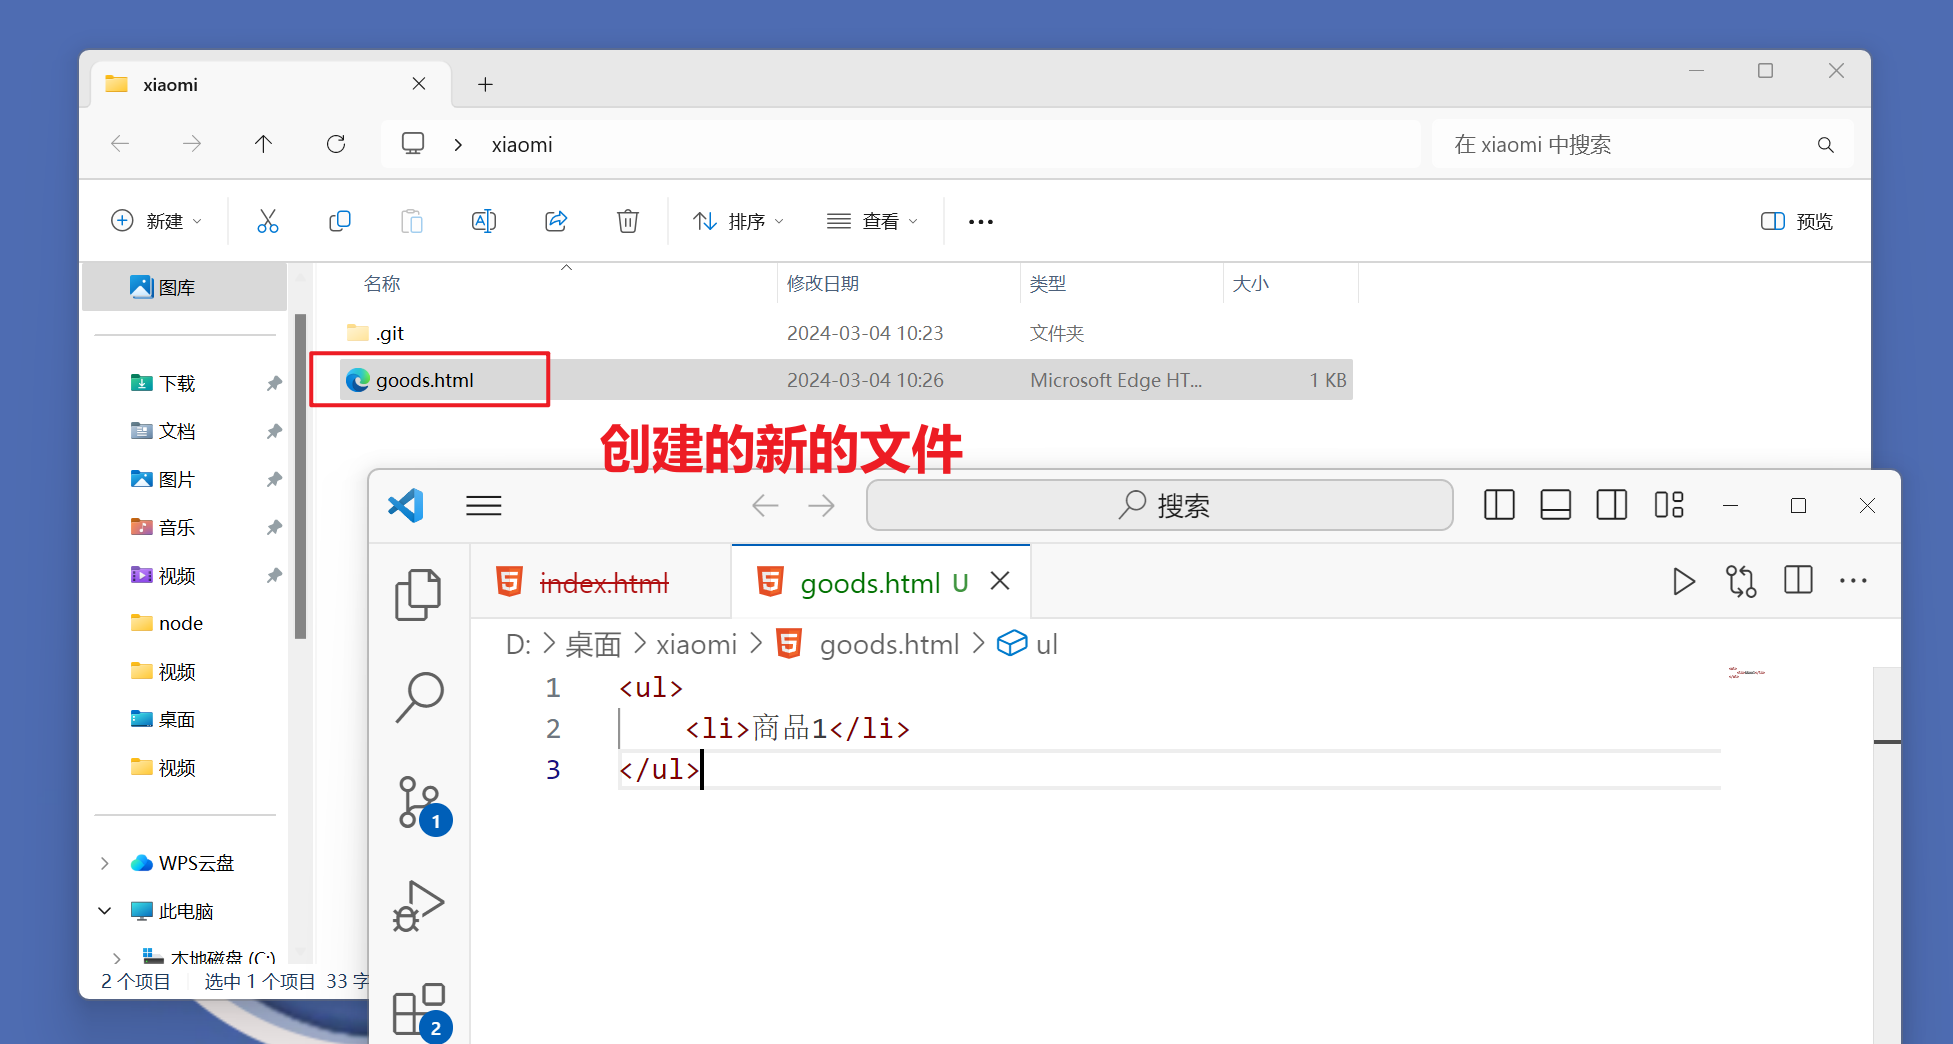 xiaomi
xiaomi
在 xiaomi 中搜索
新建
排序
查看
预览
图库
名称
修改日期
类型
大小
.git
2024-03-04 10:23
文件夹
goods.html
2024-03-04 10:26
Microsoft Edge HT...
1 KB
创建的新的文件
下载
文档
图片
音乐
视频
node
视频
桌面
视频
WPS云盘
此电脑
本地磁盘 (C:)
2 个项目
选中 1 个项目 33 字
搜索
index.html
goods.html U
D: > 桌面 > xiaomi > goods.html > ul
1 <ul>
2 <li>商品1</li>
3 </ul>
1
2